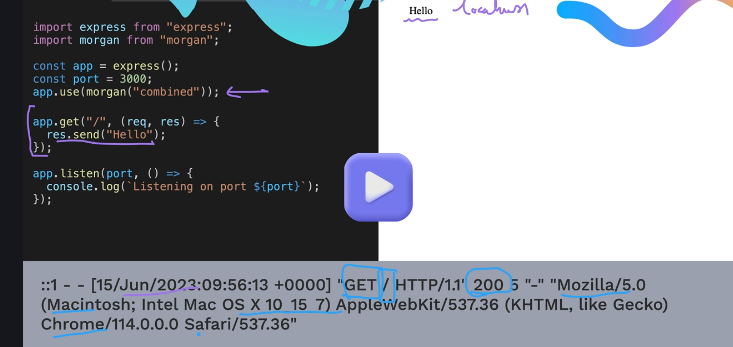 import express from "express";
import morgan from "morgan";
const app = express();
const port = 3000;
app.use(morgan("combined"));
app.get("/", (req, res) => {
res.send("Hello");
});
app.listen(port, () => {
console.log(`Listening on port ${port}`);
});
Hello
::1 - - [15/Jun/2023:09:56:13 +0000] "GET / HTTP/1.1" 200 5 "-" "Mozilla/5.0
(Macintosh; Intel Mac OS X 10_15_7) AppleWebKit/537.36 (KHTML, like Gecko)
Chrome/114.0.0.0 Safari/537.36"